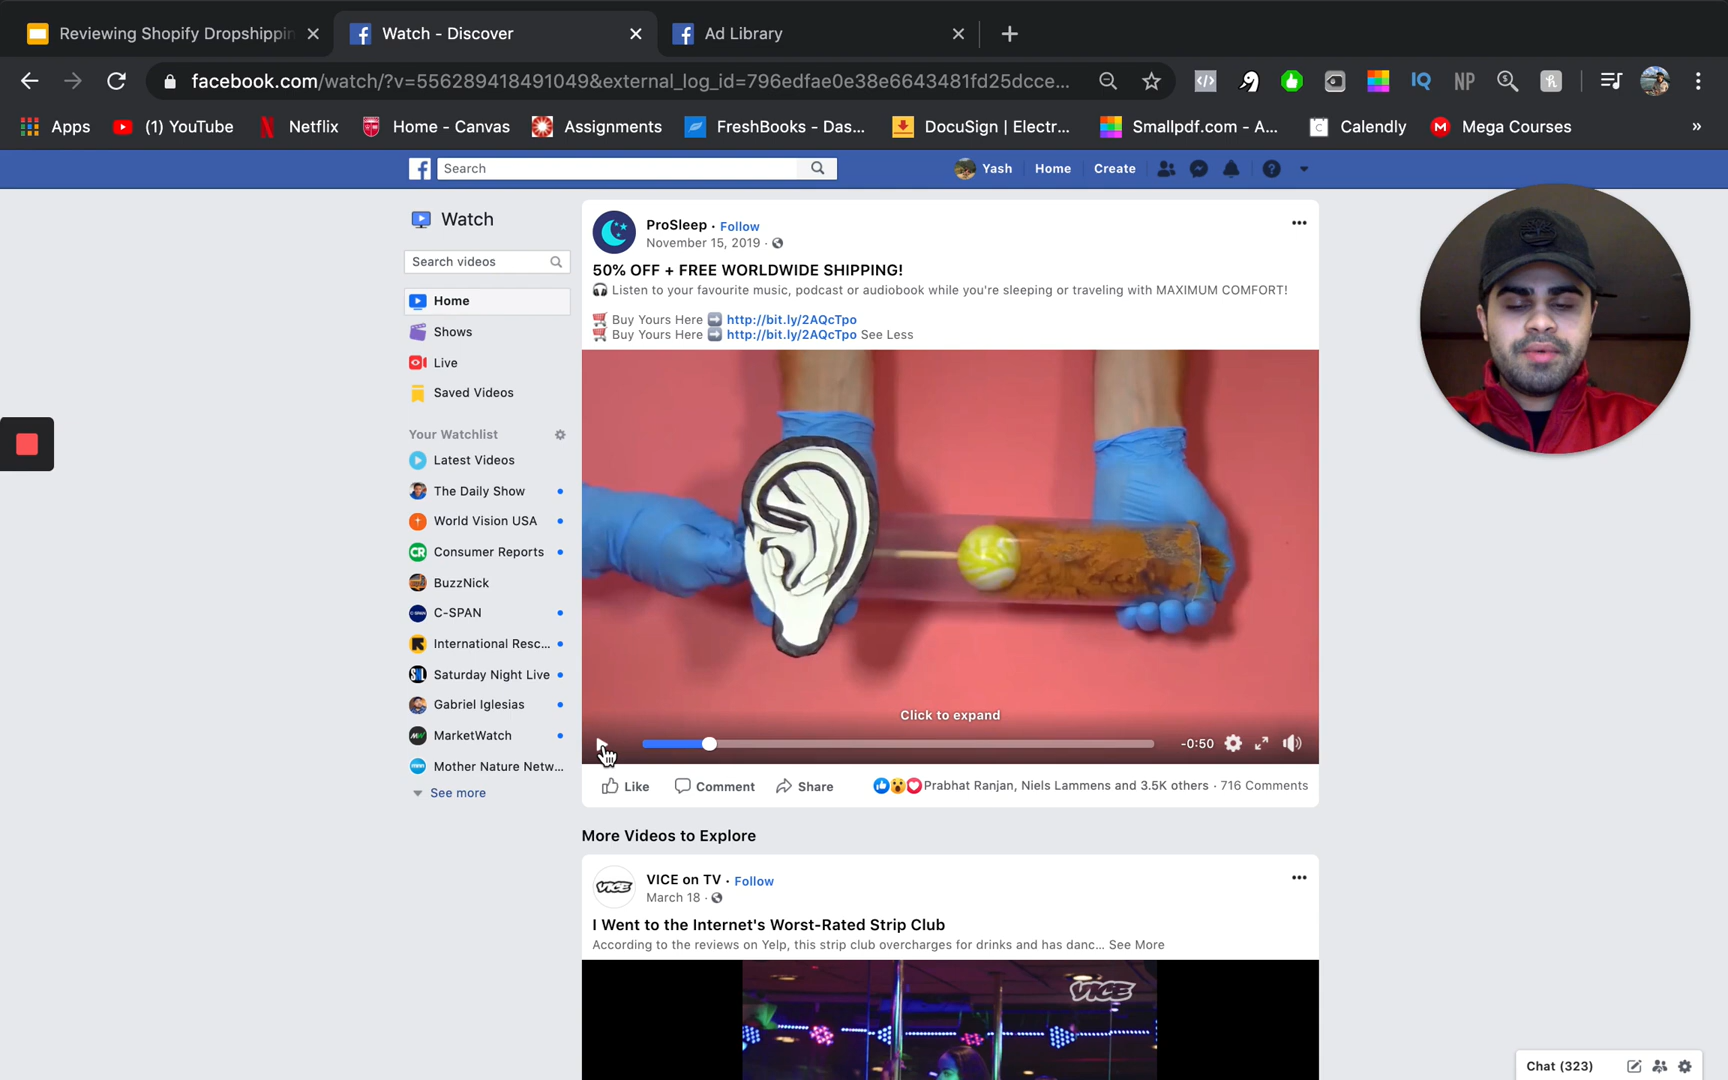 Reviewing Shopify Dropshippin
Watch - Discover
Ad Library
facebook.com/watch/?v=556289418491049&external_log_id=796edfae0e38e6643481fd25dcce...
IQ
NP
Apps
(1) YouTube
Netflix
Home - Canvas
Assignments
FreshBooks - Das...
DocuSign | Electr...
Smallpdf.com - A...
Calendly
Mega Courses
»
Search
Yash
Home
Create
Watch
Search videos
Home
Shows
Live
Saved Videos
Your Watchlist
Latest Videos
The Daily Show
World Vision USA
Consumer Reports
BuzzNick
C-SPAN
International Resc...
Saturday Night Live
Gabriel Iglesias
MarketWatch
Mother Nature Netw...
See more
ProSleep · Follow
November 15, 2019 ·
50% OFF + FREE WORLDWIDE SHIPPING!
🎧 Listen to your favourite music, podcast or audiobook while you're sleeping or traveling with MAXIMUM COMFORT!
🛒 Buy Yours Here ➡️ http://bit.ly/2AQcTpo
🛒 Buy Yours Here ➡️ http://bit.ly/2AQcTpo See Less
Click to expand
-0:50
Like
Comment
Share
Prabhat Ranjan, Niels Lammens and 3.5K others · 716 Comments
More Videos to Explore
VICE on TV · Follow
March 18 ·
I Went to the Internet's Worst-Rated Strip Club
According to the reviews on Yelp, this strip club overcharges for drinks and has danc... See More
VICE
Chat (323)